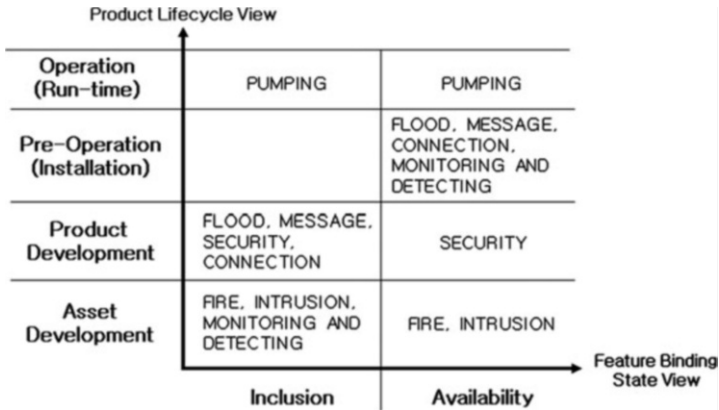 Product Lifecycle View
Operation
(Run-time)
PUMPING
PUMPING
Pre-Operation
(Installation)
FLOOD, MESSAGE,
CONNECTION,
MONITORING AND
DETECTING
Product
Development
FLOOD, MESSAGE,
SECURITY,
CONNECTION
SECURITY
Asset
Development
FIRE, INTRUSION,
MONITORING AND
DETECTING
FIRE, INTRUSION
Feature Binding
State View
Inclusion
Availability